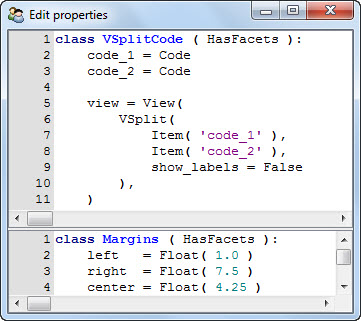 Edit properties
1 class VSplitCode ( HasFacets ):
2     code_1 = Code
3     code_2 = Code
4
5     view = View(
6         VSplit(
7             Item( 'code_1' ),
8             Item( 'code_2' ),
9             show_labels = False
10         ),
11     )
1 class Margins ( HasFacets ):
2     left   = Float( 1.0 )
3     right  = Float( 7.5 )
4     center = Float( 4.25 )